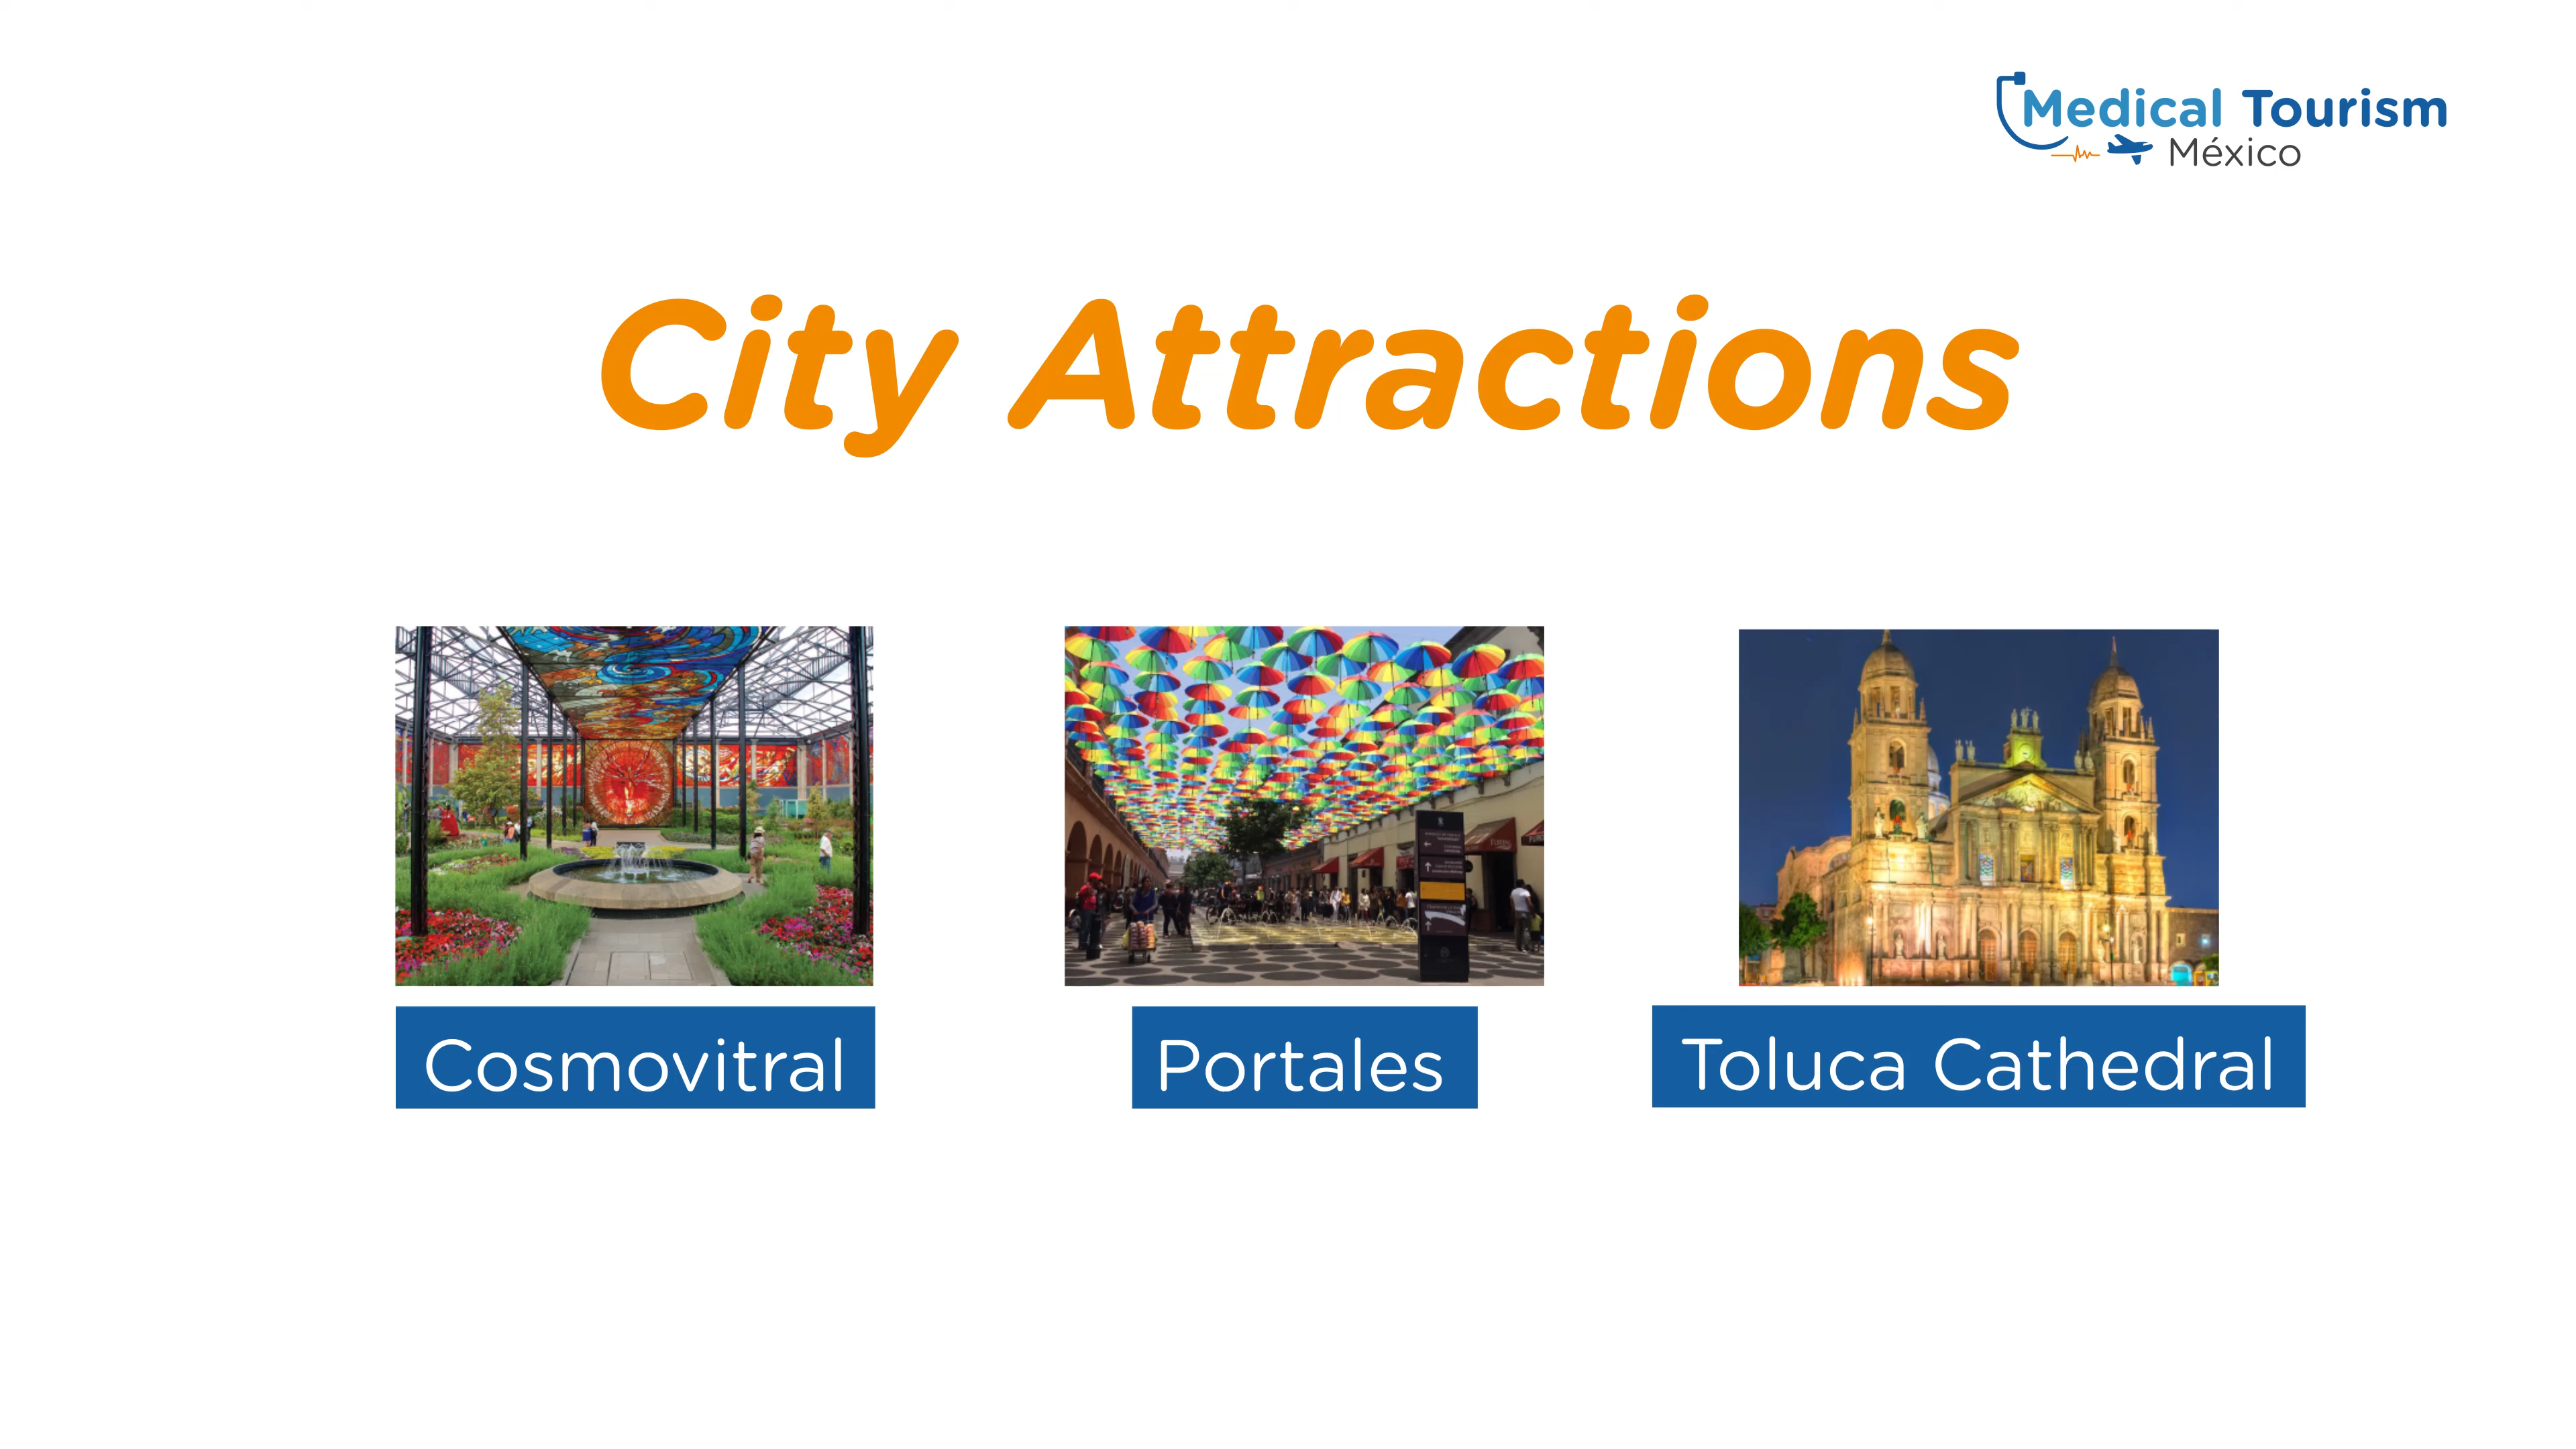 Medical Tourism
México
City Attractions
Cosmovitral
Portales
Toluca Cathedral